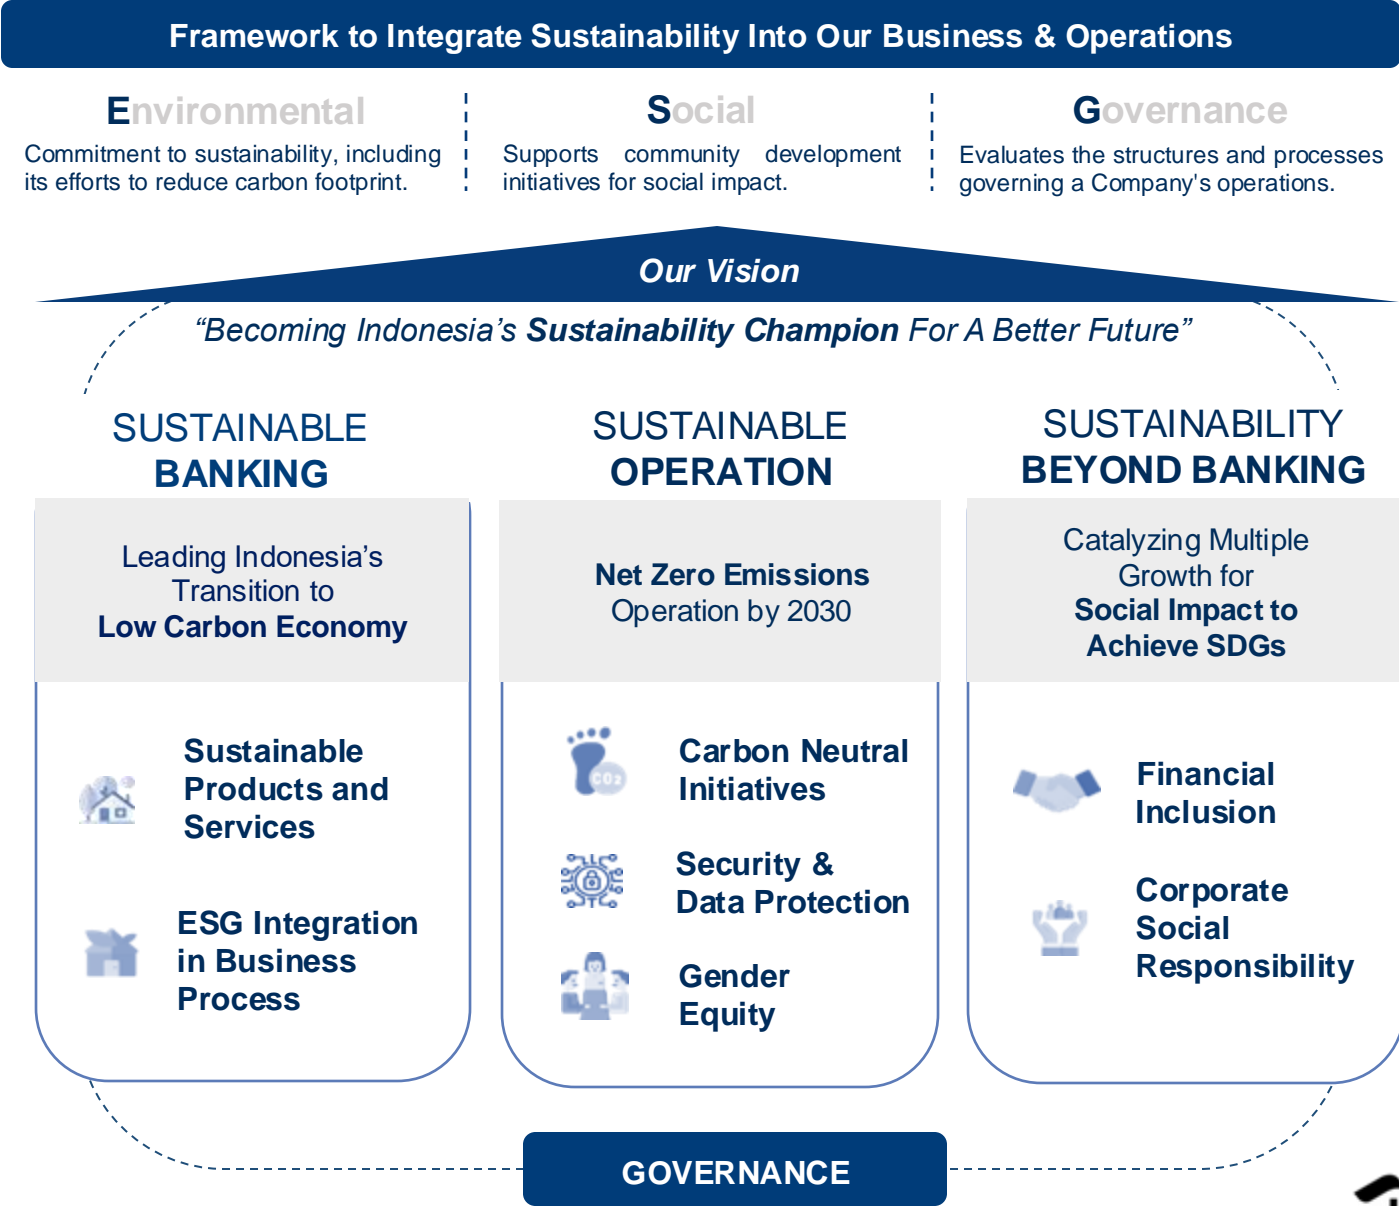 Framework to Integrate Sustainability Into Our Business & Operations
Environmental
Commitment to sustainability, including
its efforts to reduce carbon footprint.
Social
Supports community development
initiatives for social impact.
Governance
Evaluates the structures and processes
governing a Company's operations.
Our Vision
“Becoming Indonesia’s Sustainability Champion For A Better Future”
SUSTAINABLE
BANKING
Leading Indonesia’s
Transition to
Low Carbon Economy
Sustainable
Products and
Services
ESG Integration
in Business
Process
SUSTAINABLE
OPERATION
Net Zero Emissions
Operation by 2030
CO2
Carbon Neutral
Initiatives
Security &
Data Protection
Gender
Equity
SUSTAINABILITY
BEYOND BANKING
Catalyzing Multiple
Growth for
Social Impact to
Achieve SDGs
Financial
Inclusion
Corporate
Social
Responsibility
GOVERNANCE